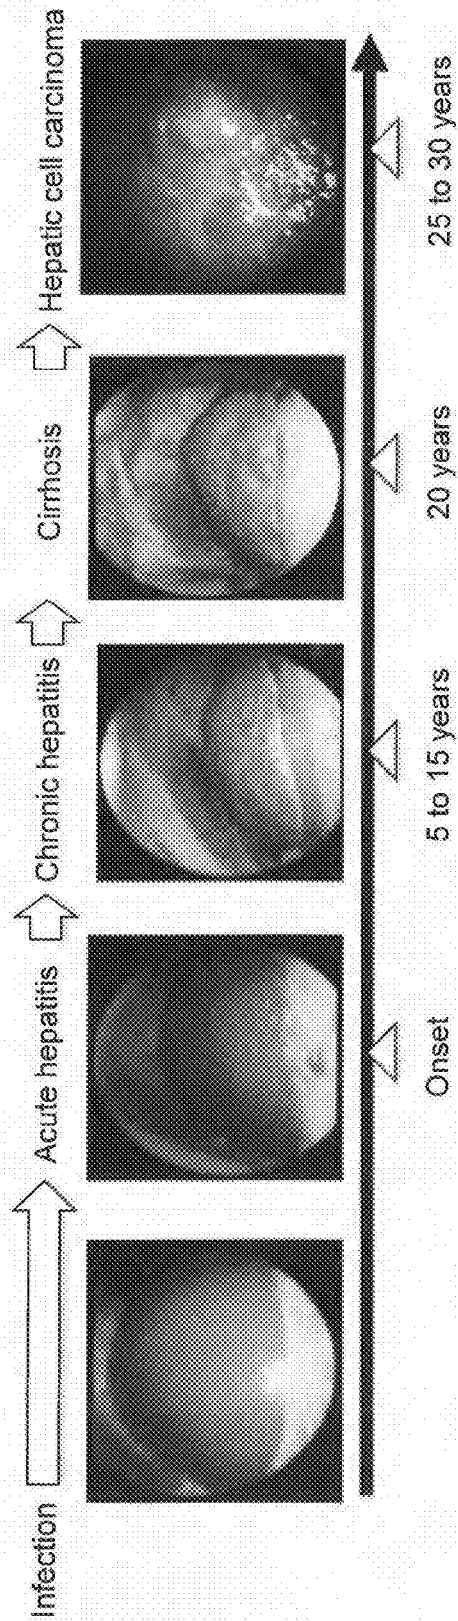 Infection
Acute hepatitis
Chronic hepatitis
Cirrhosis
Hepatic cell carcinoma
Onset
5 to 15 years
20 years
25 to 30 years